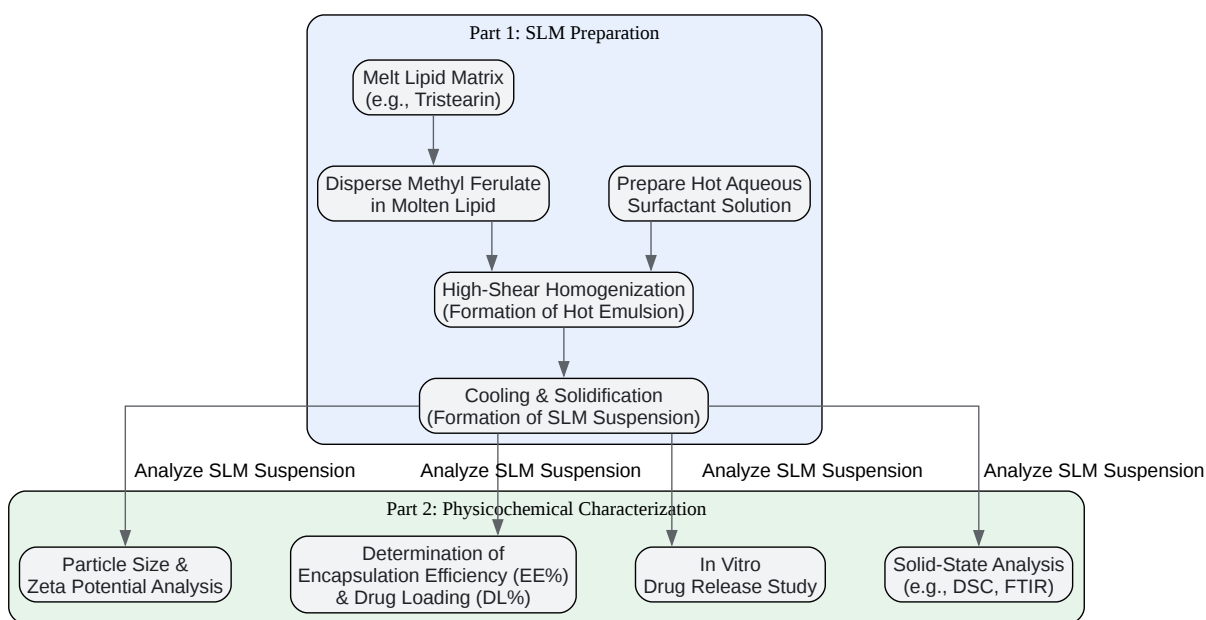 Part 1: SLM Preparation
Melt Lipid Matrix
(e.g., Tristearin)
Disperse Methyl Ferulate
in Molten Lipid
Prepare Hot Aqueous
Surfactant Solution
High-Shear Homogenization
(Formation of Hot Emulsion)
Cooling & Solidification
(Formation of SLM Suspension)
Analyze SLM Suspension
Analyze SLM Suspension
Analyze SLM Suspension
Analyze SLM Suspension
Part 2: Physicochemical Characterization
Particle Size &
Zeta Potential Analysis
Determination of
Encapsulation Efficiency (EE%)
& Drug Loading (DL%)
In Vitro
Drug Release Study
Solid-State Analysis
(e.g., DSC, FTIR)